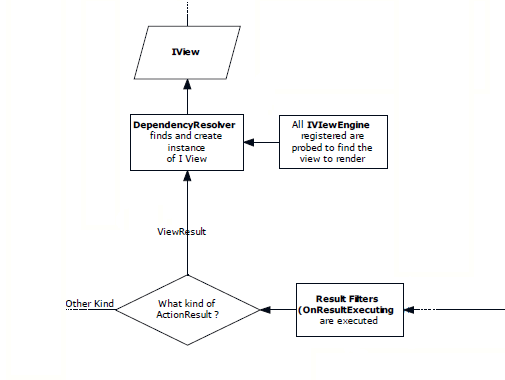 IView
DependencyResolver
finds and create
instance
of I View
All IVIewEngine
registered are
probed to find the
view to render
ViewResult
Other Kind
What kind of
ActionResult ?
Result Filters
(OnResultExecuting
are executed